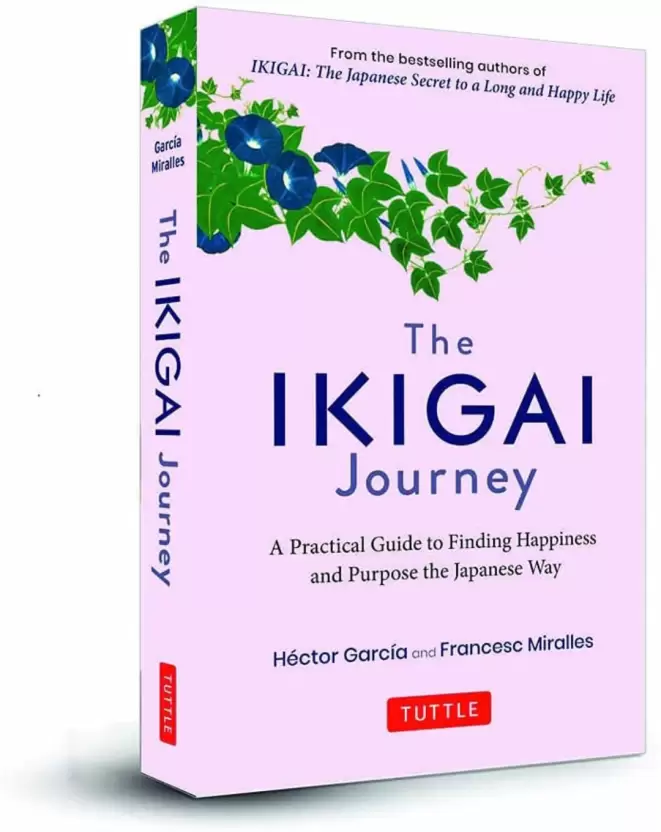 From the bestselling authors of
IKIGAI: The Japanese Secret to a Long and Happy Life
The
IKIGAI
Journey
A Practical Guide to Finding Happiness
and Purpose the Japanese Way
Héctor García and Francesc Miralles
TUTTLE
García
Miralles
The IKIGAI Journey
TUTTLE